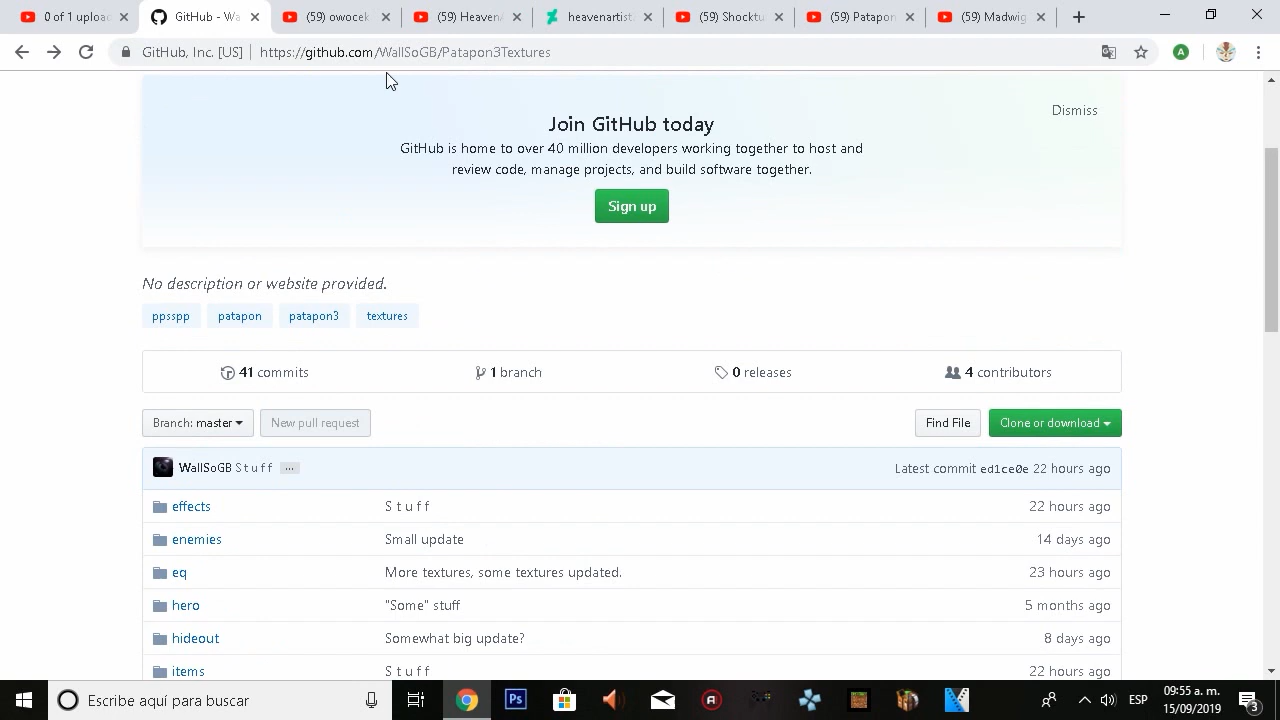 0 of 1 uploa
GitHub - Wa
(59) owocek
(59) Heaven
heavenartist
(59) Shocktu
(59) Patapon
(59) Madwig
GitHub, Inc. [US] https://github.com/WallSoGB/Patapon3Textures
A
Dismiss
Join GitHub today
GitHub is home to over 40 million developers working together to host and
review code, manage projects, and build software together.
Sign up
No description or website provided.
ppsspp patapon patapon3 textures
41 commits 1 branch 0 releases 4 contributors
Branch: master New pull request Find File Clone or download
WallSoGB S t u f f ... Latest commit ed1ce0e 22 hours ago
effects S t u f f 22 hours ago
enemies Small update 14 days ago
eq More textures, some textures updated. 23 hours ago
hero "Some" stuff 5 months ago
hideout Somewhat big update? 8 days ago
items S t u f f 22 hours ago
Escribe aquí para buscar Ps ESP 09:55 a. m.
15/09/2019 3